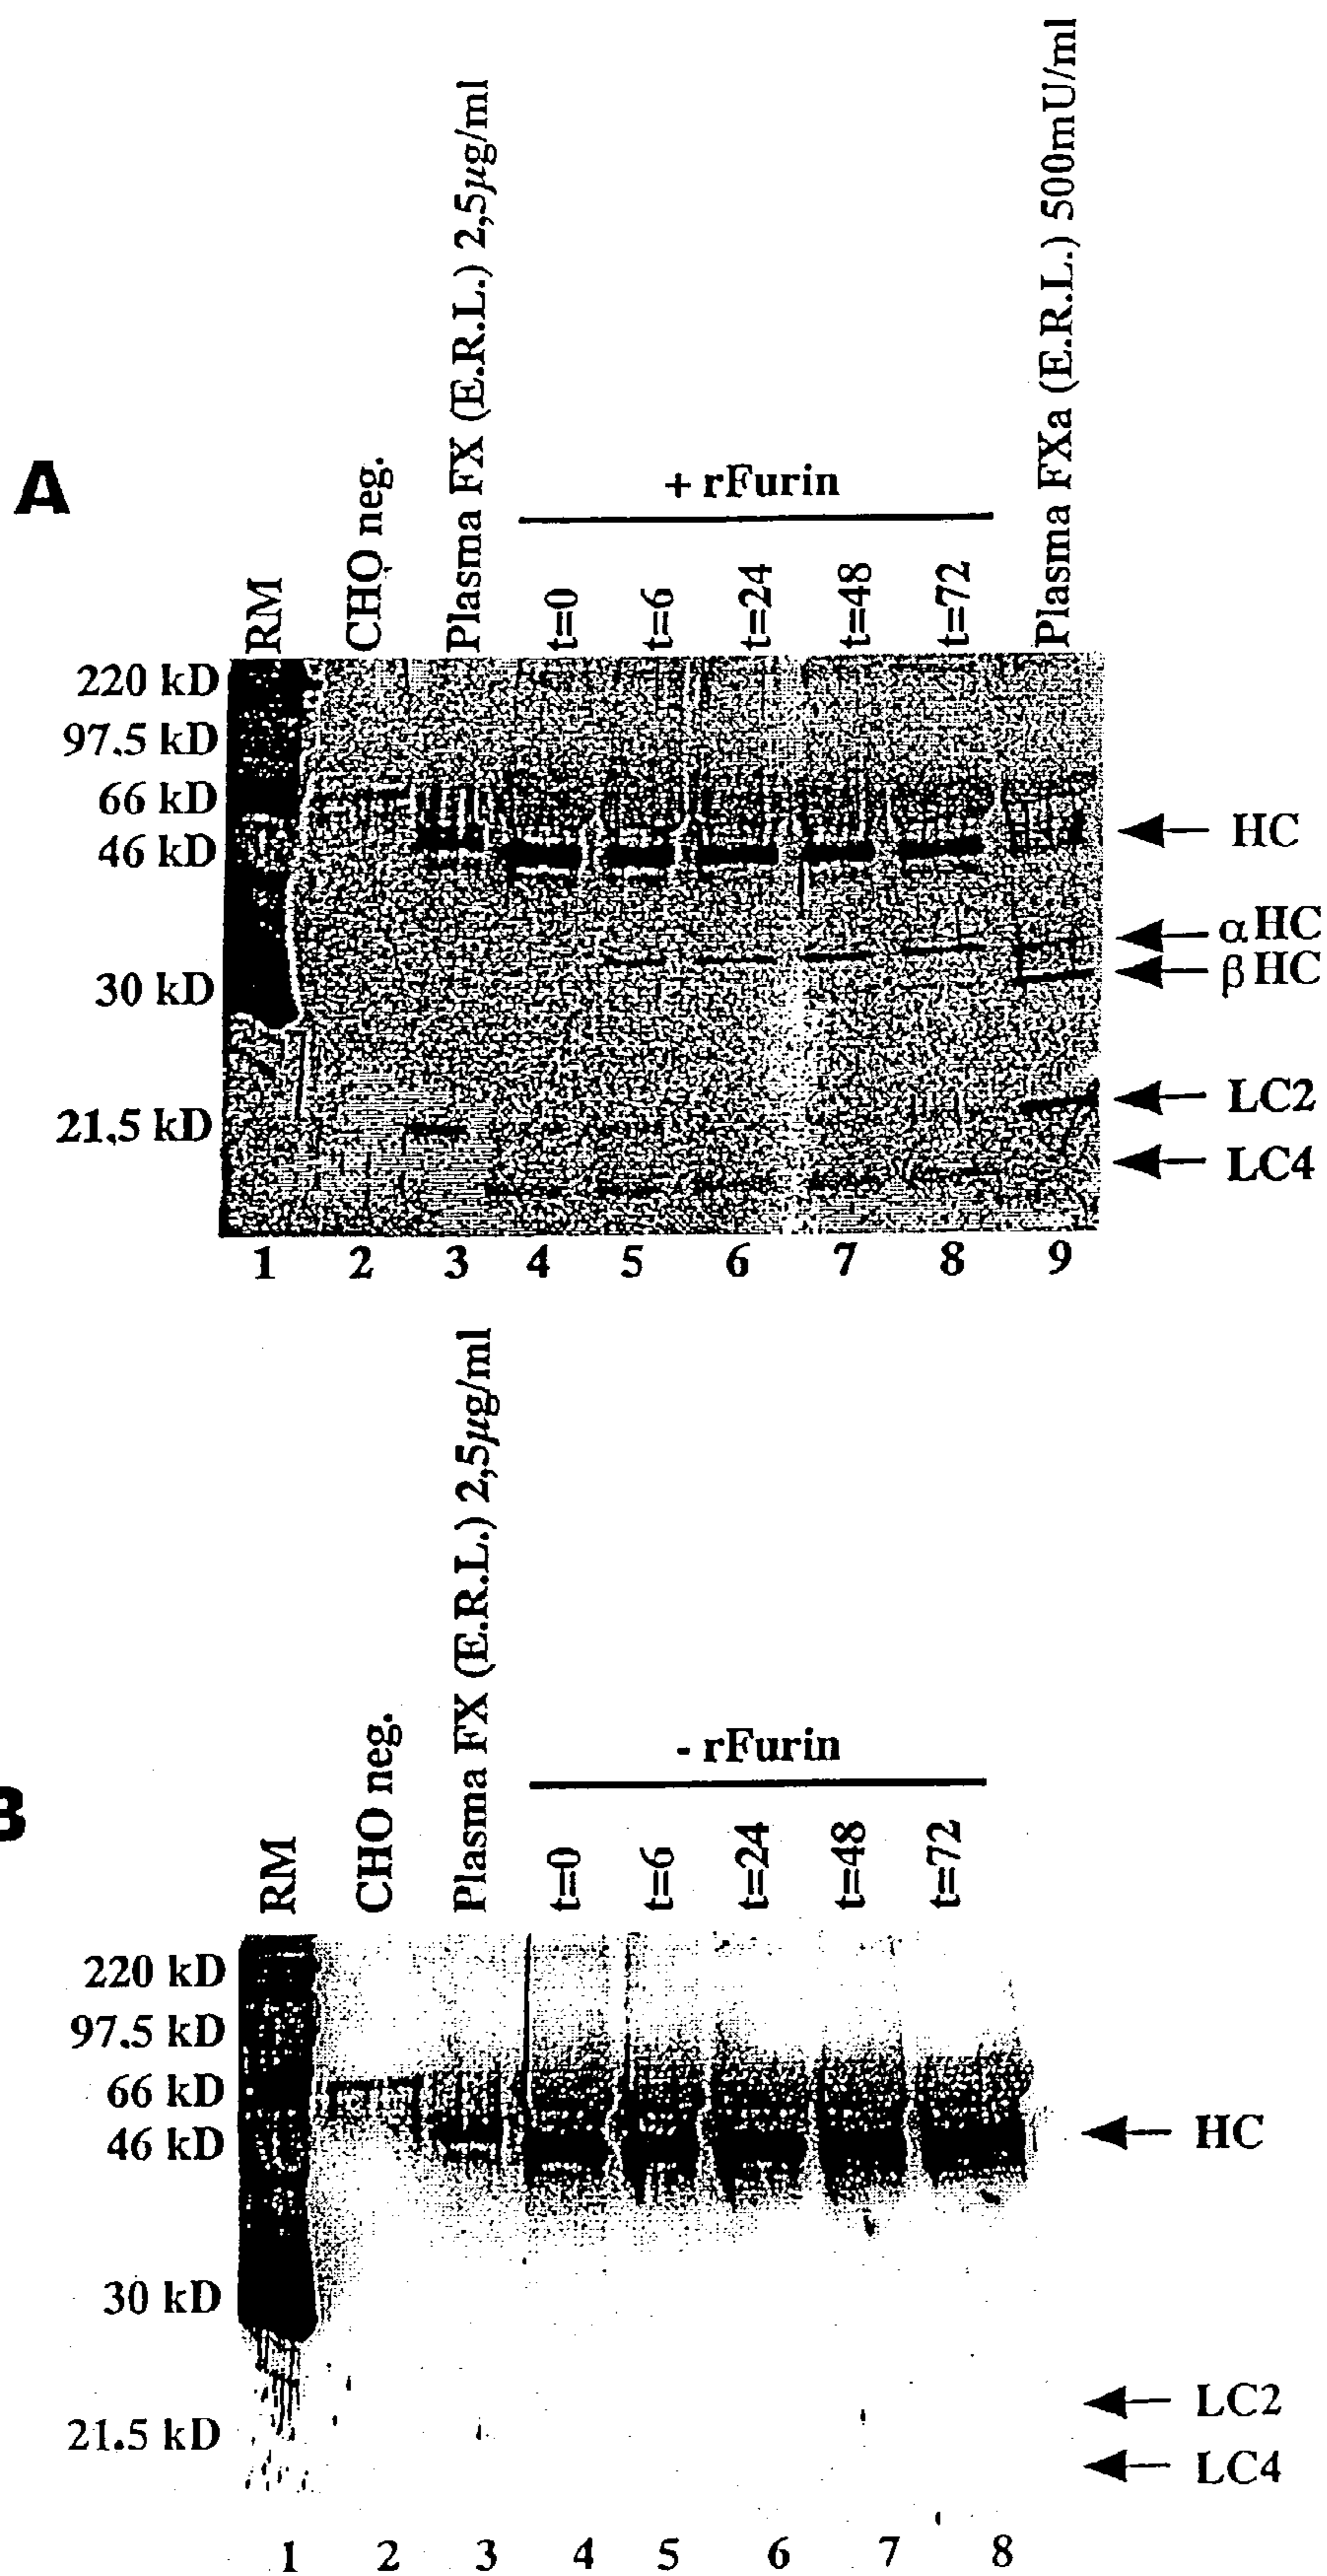 A
RM
CHO neg.
Plasma FX (E.R.L.) 2,5µg/ml
+ rFurin
t=0
t=6
t=24
t=48
t=72
Plasma FXa (E.R.L.) 500mU/ml
220 kD
97.5 kD
66 kD
46 kD
30 kD
21.5 kD
HC
αHC
βHC
LC2
LC4
1 2 3 4 5 6 7 8 9
B
RM
CHO neg.
Plasma FX (E.R.L.) 2,5µg/ml
- rFurin
t=0
t=6
t=24
t=48
t=72
220 kD
97.5 kD
66 kD
46 kD
30 kD
21.5 kD
HC
LC2
LC4
1 2 3 4 5 6 7 8